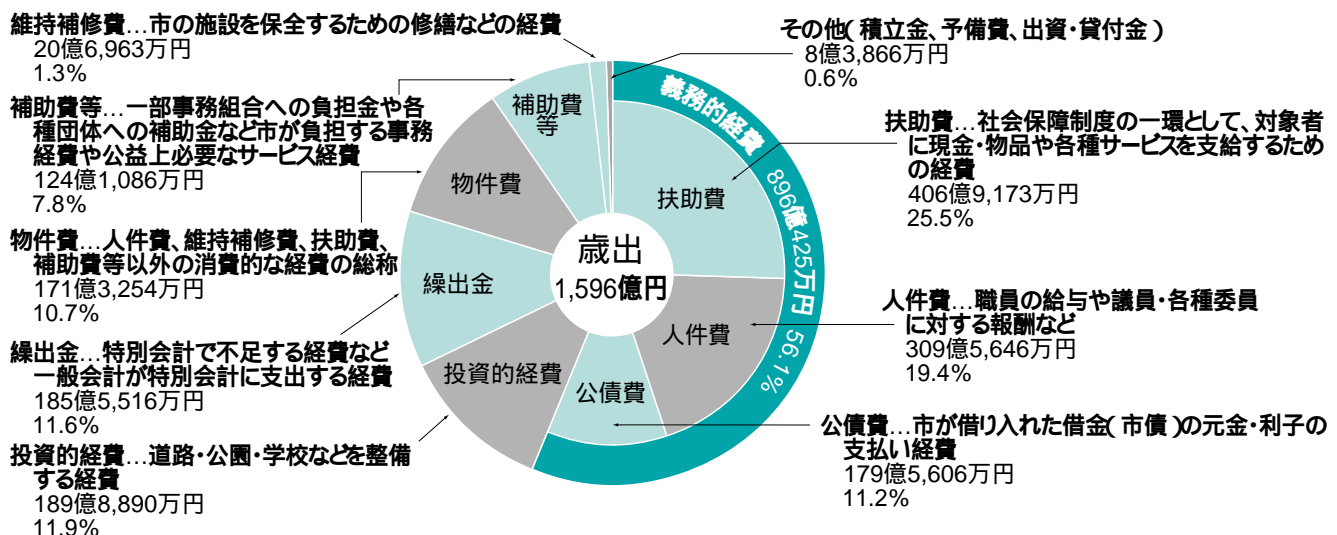 維持補修費…市の施設を保全するための修繕などの経費
20億6,963万円
1.3%
補助費等…一部事務組合への負担金や各
種団体への補助金など市が負担する事務
経費や公益上必要なサービス経費
124億1,086万円
7.8%
物件費…人件費、維持補修費、扶助費、
補助費等以外の消費的な経費の総称
171億3,254万円
10.7%
繰出金…特別会計で不足する経費など
一般会計が特別会計に支出する経費
185億5,516万円
11.6%
投資的経費…道路・公園・学校などを整備
する経費
189億8,890万円
11.9%
補助費
等
物件費
繰出金
投資的経費
公債費
人件費
扶助費
歳出
1,596億円
義務的経費
896億425万円 56.1%
その他(積立金、予備費、出資・貸付金)
8億3,866万円
0.6%
扶助費…社会保障制度の一環として、対象者
に現金・物品や各種サービスを支給するため
の経費
406億9,173万円
25.5%
人件費…職員の給与や議員・各種委員
に対する報酬など
309億5,646万円
19.4%
公債費…市が借り入れた借金(市債)の元金・利子の
支払い経費
179億5,606万円
11.2%